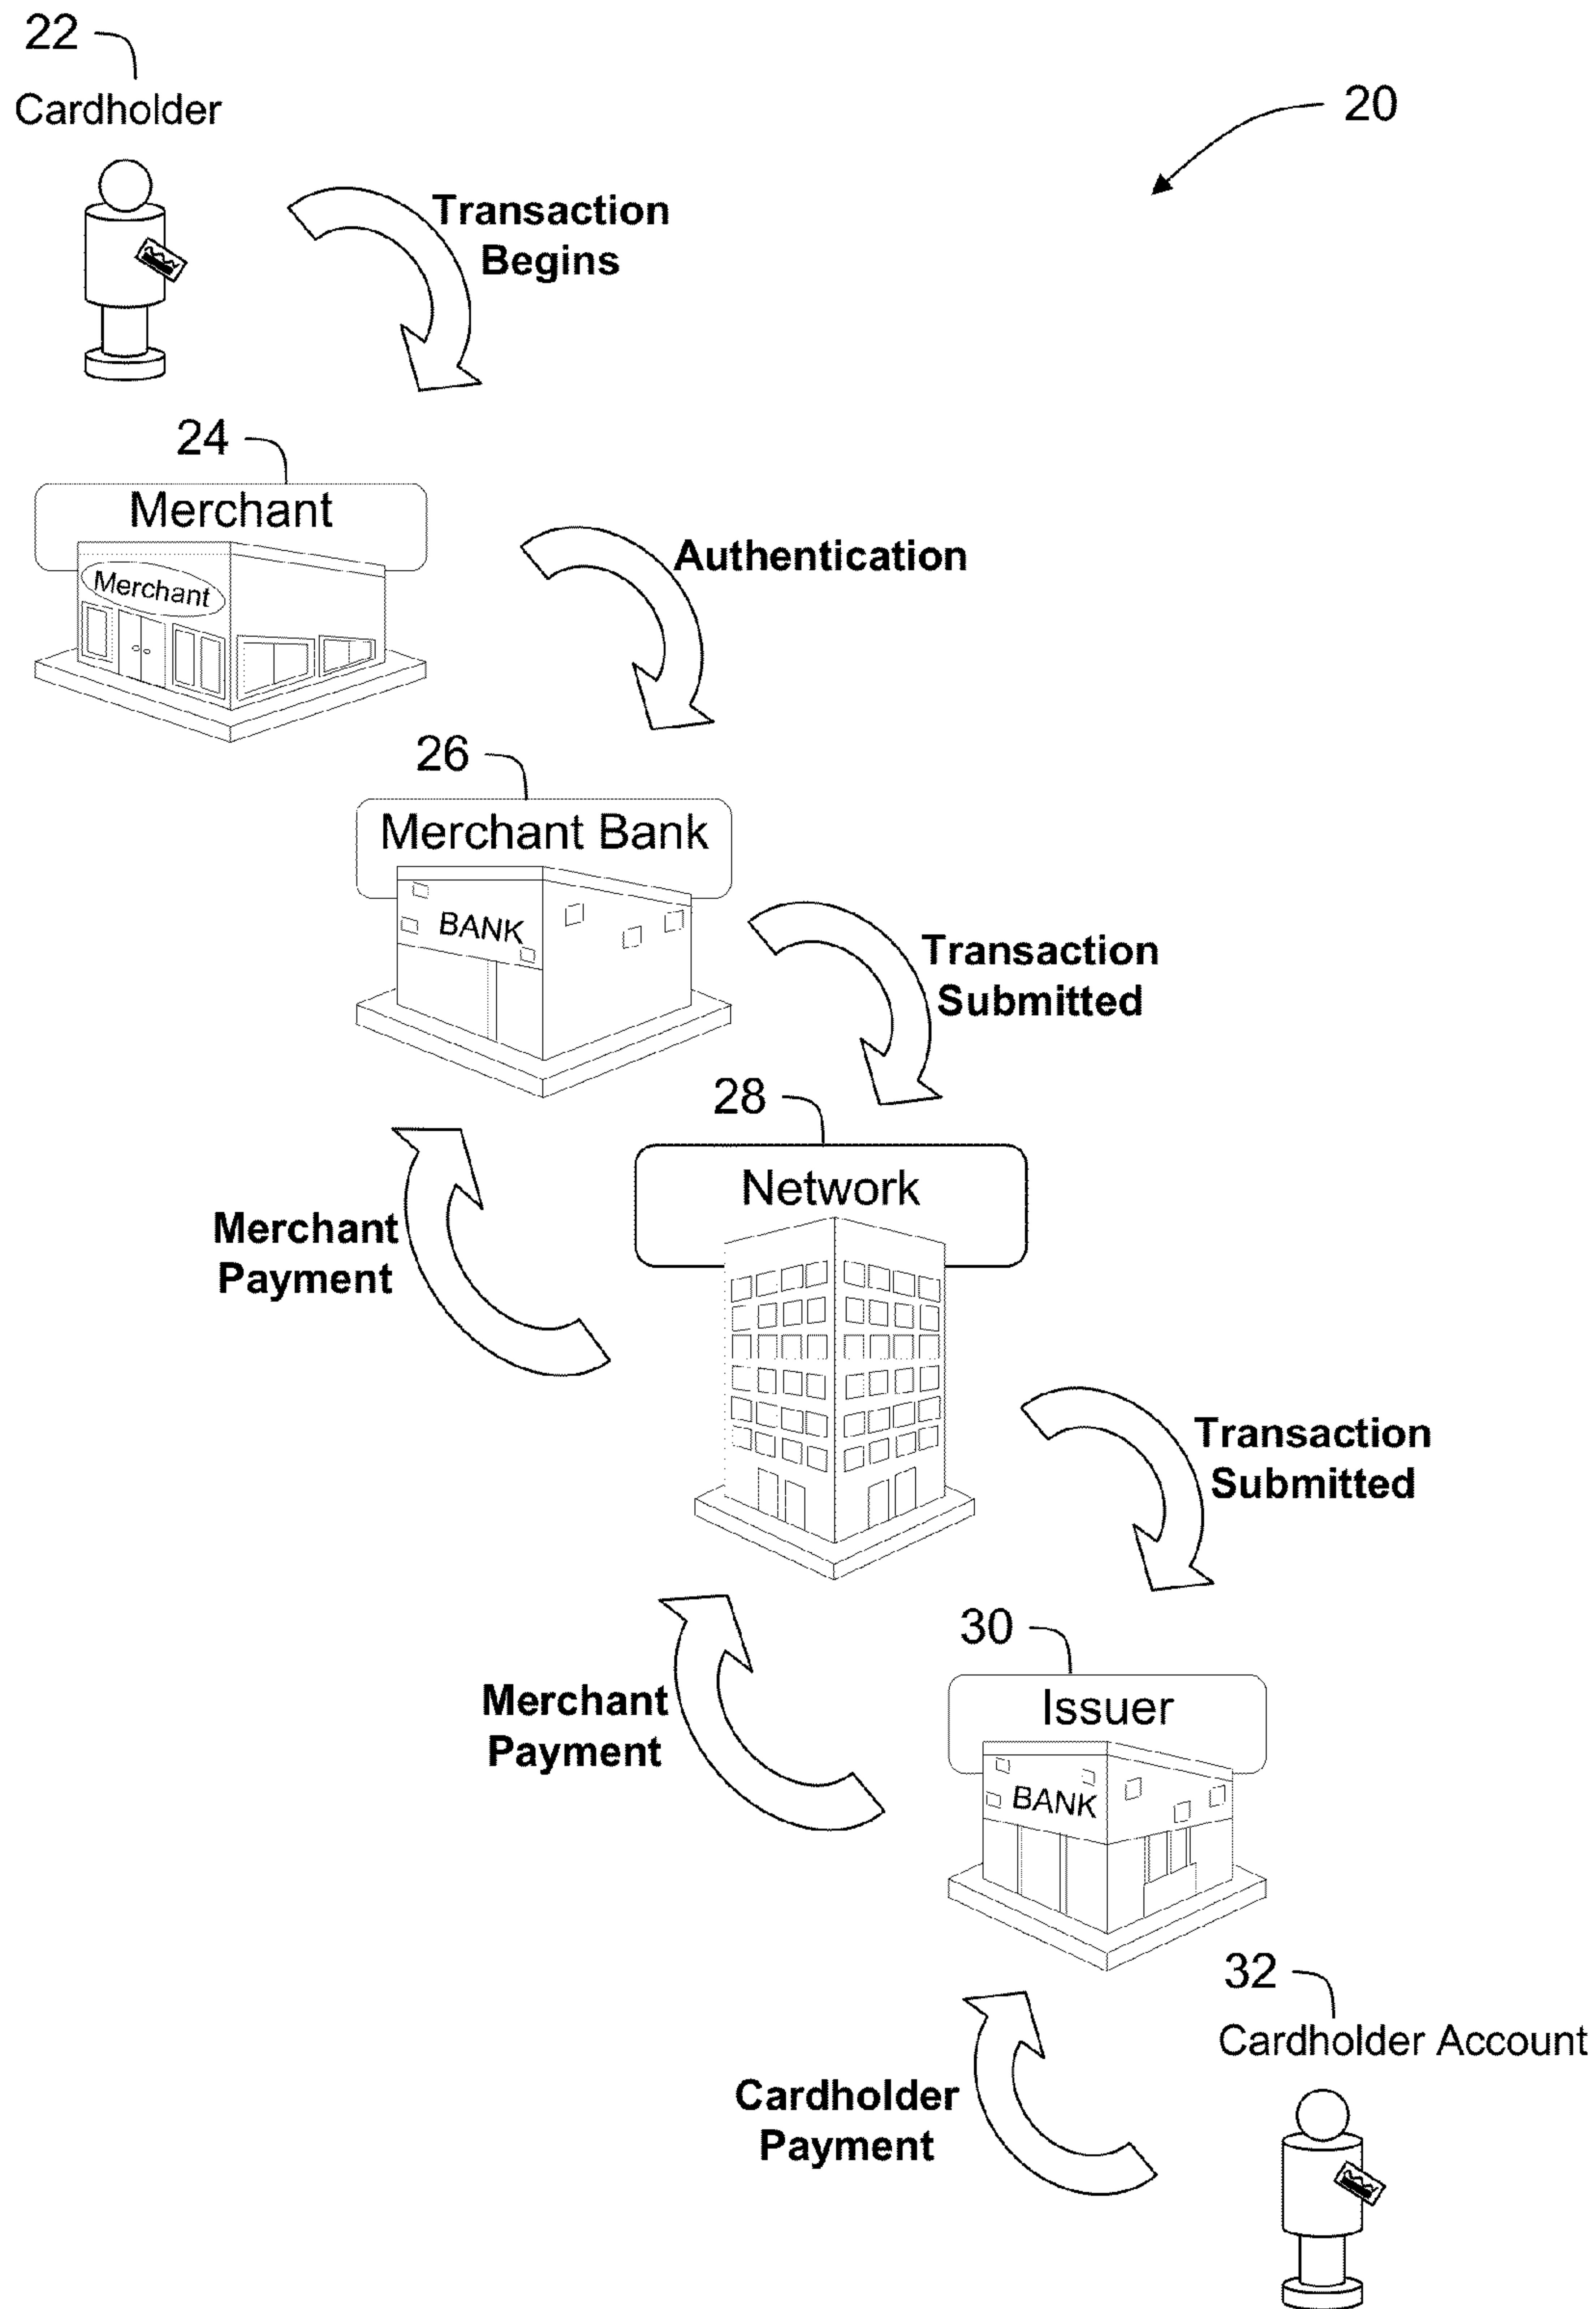 22
Cardholder
20
Transaction
Begins
24
Merchant
Merchant
Authentication
26
Merchant Bank
BANK
Transaction
Submitted
28
Network
Merchant
Payment
Transaction
Submitted
30
Issuer
Merchant
Payment
BANK
32
Cardholder Account
Cardholder
Payment